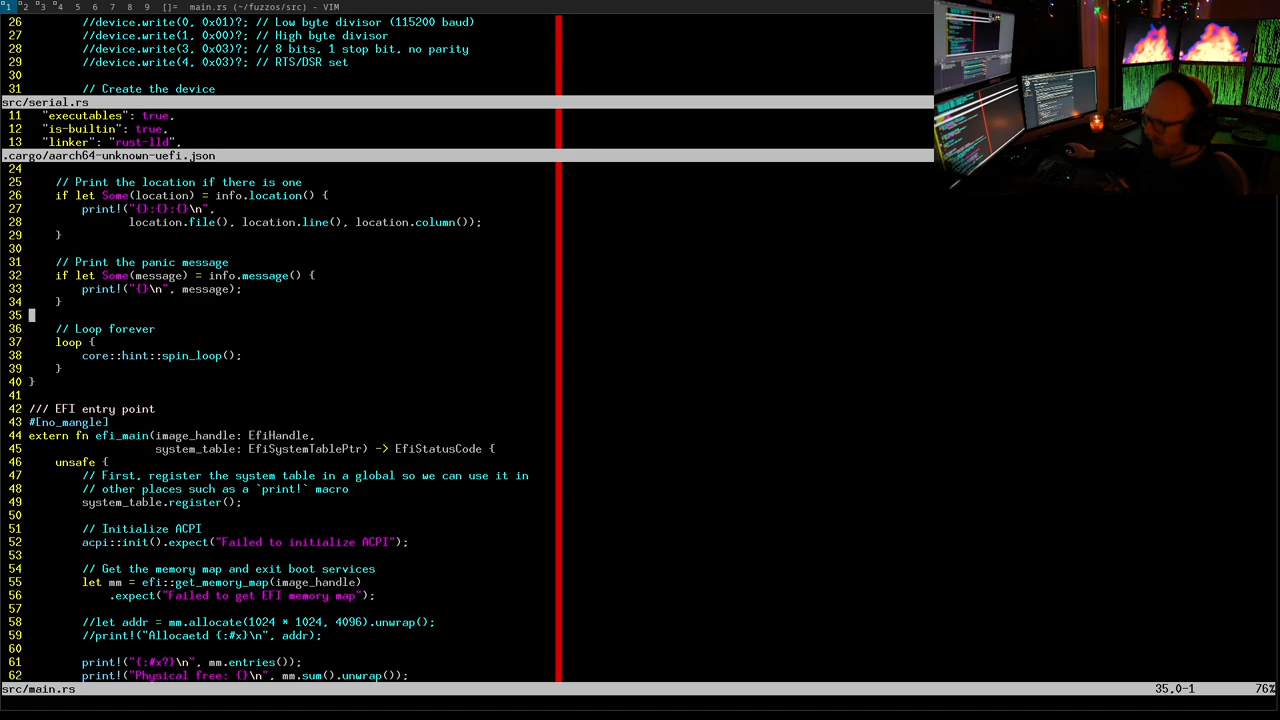 1 2 3 4 5 6 7 8 9 []= main.rs (~/fuzzos/src) - VIM
26 //device.write(0, 0x01)?; // Low byte divisor (115200 baud)
27 //device.write(1, 0x00)?; // High byte divisor
28 //device.write(3, 0x03)?; // 8 bits, 1 stop bit, no parity
29 //device.write(4, 0x03)?; // RTS/DSR set
30
31 // Create the device
src/serial.rs
11 "executables": true,
12 "is-builtin": true,
13 "linker": "rust-lld",
.cargo/aarch64-unknown-uefi.json
24
25 // Print the location if there is one
26 if let Some(location) = info.location() {
27 print!("{}:{}:{}\n",
28 location.file(), location.line(), location.column());
29 }
30
31 // Print the panic message
32 if let Some(message) = info.message() {
33 print!("{}\n", message);
34 }
35
36 // Loop forever
37 loop {
38 core::hint::spin_loop();
39 }
40 }
41
42 /// EFI entry point
43 #[no_mangle]
44 extern fn efi_main(image_handle: EfiHandle,
45 system_table: EfiSystemTablePtr) -> EfiStatusCode {
46 unsafe {
47 // First, register the system table in a global so we can use it in
48 // other places such as a `print!` macro
49 system_table.register();
50
51 // Initialize ACPI
52 acpi::init().expect("Failed to initialize ACPI");
53
54 // Get the memory map and exit boot services
55 let mm = efi::get_memory_map(image_handle)
56 .expect("Failed to get EFI memory map");
57
58 //let addr = mm.allocate(1024 * 1024, 4096).unwrap();
59 //print!("Allocaetd {:#x}\n", addr);
60
61 print!("{:#x?}\n", mm.entries());
62 print!("Physical free: {}\n", mm.sum().unwrap());
src/main.rs 35,0-1 76%